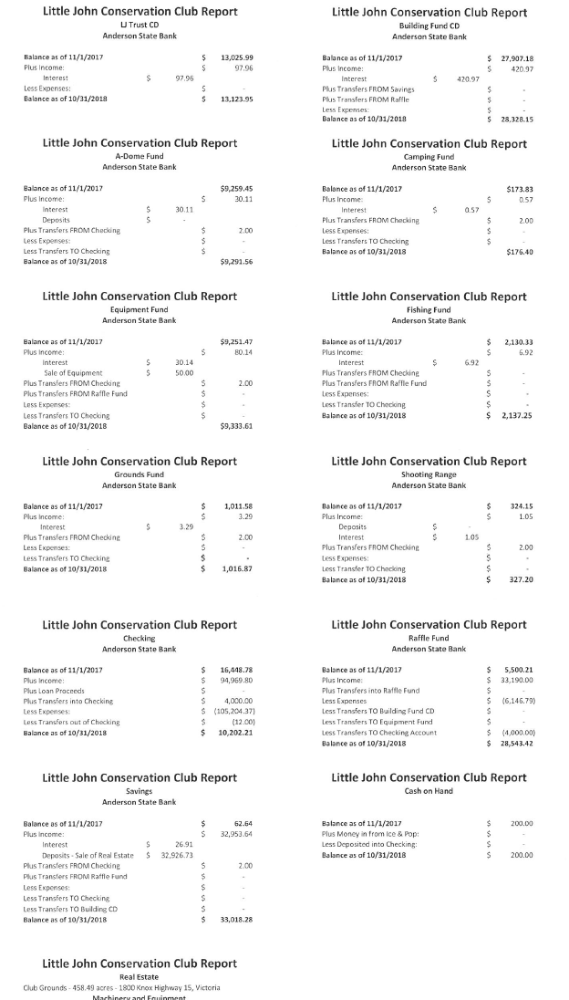 Little John Conservation Club Report
LJ Trust CD
Anderson State Bank
Balance as of 11/1/2017 $ 13,025.99
Plus Income: $ 97.96
Interest $ 97.96
Less Expenses: $ -
Balance as of 10/31/2018 $ 13,123.95
Little John Conservation Club Report
Building Fund CD
Anderson State Bank
Balance as of 11/1/2017 $ 27,907.18
Plus Income: $ 420.97
Interest $ 420.97
Plus Transfers FROM Savings $ -
Plus Transfers FROM Raffle $ -
Less Expenses: $ -
Balance as of 10/31/2018 $ 28,328.15
Little John Conservation Club Report
A-Dome Fund
Anderson State Bank
Balance as of 11/1/2017 $9,259.45
Plus Income: $ 30.11
Interest $ 30.11
Deposits $ -
Plus Transfers FROM Checking $ 2.00
Less Expenses: $ -
Less Transfers TO Checking $ -
Balance as of 10/31/2018 $9,291.56
Little John Conservation Club Report
Camping Fund
Anderson State Bank
Balance as of 11/1/2017 $173.83
Plus Income: $ 0.57
Interest $ 0.57
Plus Transfers FROM Checking $ 2.00
Less Expenses: $ -
Less Transfers TO Checking $ -
Balance as of 10/31/2018 $176.40
Little John Conservation Club Report
Equipment Fund
Anderson State Bank
Balance as of 11/1/2017 $9,251.47
Plus Income: $ 80.14
Interest $ 30.14
Sale of Equipment $ 50.00
Plus Transfers FROM Checking $ 2.00
Plus Transfers FROM Raffle Fund $ -
Less Expenses: $ -
Less Transfers TO Checking $ -
Balance as of 10/31/2018 $9,333.61
Little John Conservation Club Report
Fishing Fund
Anderson State Bank
Balance as of 11/1/2017 $ 2,130.33
Plus Income: $ 6.92
Interest $ 6.92
Plus Transfers FROM Checking $ -
Plus Transfers FROM Raffle Fund $ -
Less Expenses: $ -
Less Transfer TO Checking $ -
Balance as of 10/31/2018 $ 2,137.25
Little John Conservation Club Report
Grounds Fund
Anderson State Bank
Balance as of 11/1/2017 $ 1,011.58
Plus Income: $ 3.29
Interest $ 3.29
Plus Transfers FROM Checking $ 2.00
Less Expenses: $ -
Less Transfers TO Checking $ -
Balance as of 10/31/2018 $ 1,016.87
Little John Conservation Club Report
Shooting Range
Anderson State Bank
Balance as of 11/1/2017 $ 324.15
Plus Income: $ 1.05
Deposits $ -
Interest $ 1.05
Plus Transfers FROM Checking $ 2.00
Less Expenses: $ -
Less Transfer TO Checking $ -
Balance as of 10/31/2018 $ 327.20
Little John Conservation Club Report
Checking
Anderson State Bank
Balance as of 11/1/2017 $ 16,448.78
Plus Income: $ 94,969.80
Plus Loan Proceeds $ -
Plus Transfers into Checking $ 4,000.00
Less Expenses: $ (105,204.37)
Less Transfers out of Checking $ (12.00)
Balance as of 10/31/2018 $ 10,202.21
Little John Conservation Club Report
Raffle Fund
Anderson State Bank
Balance as of 11/1/2017 $ 5,500.21
Plus Income: $ 33,190.00
Plus Transfers into Raffle Fund $ -
Less Expenses $ (6,146.79)
Less Transfers TO Building Fund CD $ -
Less Transfers TO Equipment Fund $ -
Less Transfers TO Checking Account $ (4,000.00)
Balance as of 10/31/2018 $ 28,543.42
Little John Conservation Club Report
Savings
Anderson State Bank
Balance as of 11/1/2017 $ 62.64
Plus Income: $ 32,953.64
Interest $ 26.91
Deposits - Sale of Real Estate $ 32,926.73
Plus Transfers FROM Checking $ 2.00
Plus Transfers FROM Raffle Fund $ -
Less Expenses: $ -
Less Transfers TO Checking $ -
Less Transfers TO Building CD $ -
Balance as of 10/31/2018 $ 33,018.28
Little John Conservation Club Report
Cash on Hand
Balance as of 11/1/2017 $ 200.00
Plus Money in from Ice & Pop: $ -
Less Deposited into Checking: $ -
Balance as of 10/31/2018 $ 200.00
Little John Conservation Club Report
Real Estate
Club Grounds - 458.49 acres - 1800 Knox Highway 15, Victoria
Machinery and Equipment